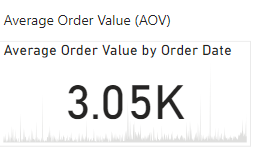 Average Order Value (AOV)
Average Order Value by Order Date
3.05K